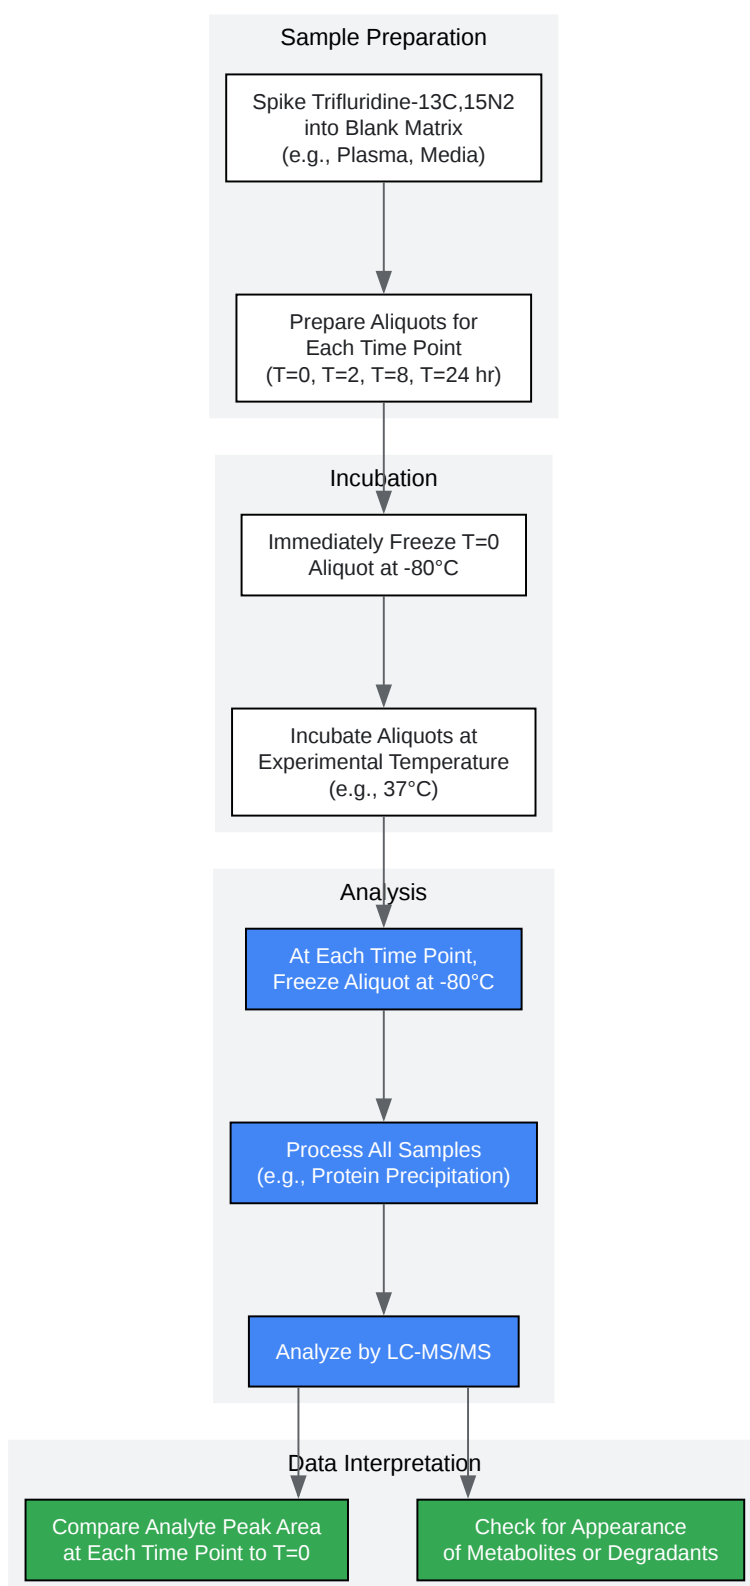 Sample Preparation
Spike Trifluridine-13C,15N2
into Blank Matrix
(e.g., Plasma, Media)
Prepare Aliquots for
Each Time Point
(T=0, T=2, T=8, T=24 hr)
Incubation
Immediately Freeze T=0
Aliquot at -80°C
Incubate Aliquots at
Experimental Temperature
(e.g., 37°C)
Analysis
At Each Time Point,
Freeze Aliquot at -80°C
Process All Samples
(e.g., Protein Precipitation)
Analyze by LC-MS/MS
Data Interpretation
Compare Analyte Peak Area
at Each Time Point to T=0
Check for Appearance
of Metabolites or Degradants